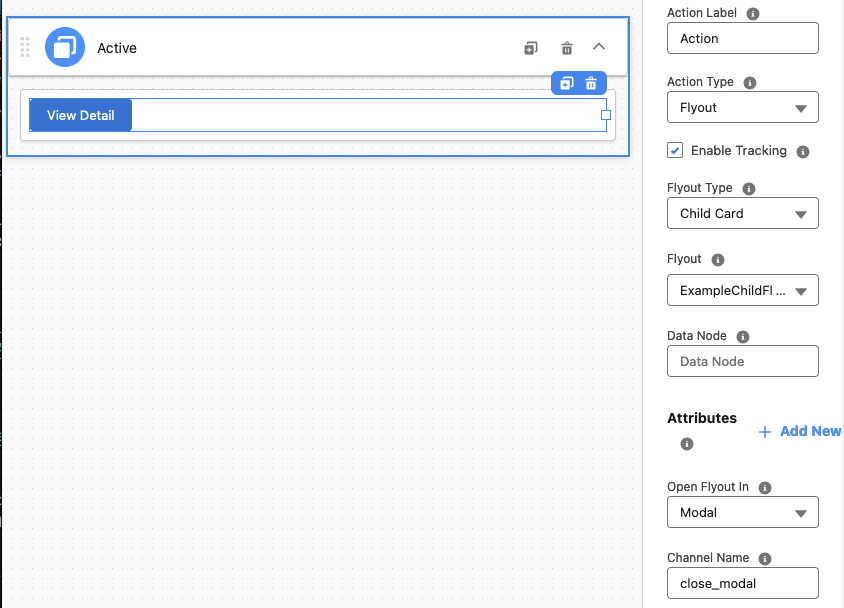 Active
View Detail
Action Label
Action
Action Type
Flyout
Enable Tracking
Flyout Type
Child Card
Flyout
ExampleChildFl ...
Data Node
Data Node
Attributes
Add New
Open Flyout In
Modal
Channel Name
close_modal